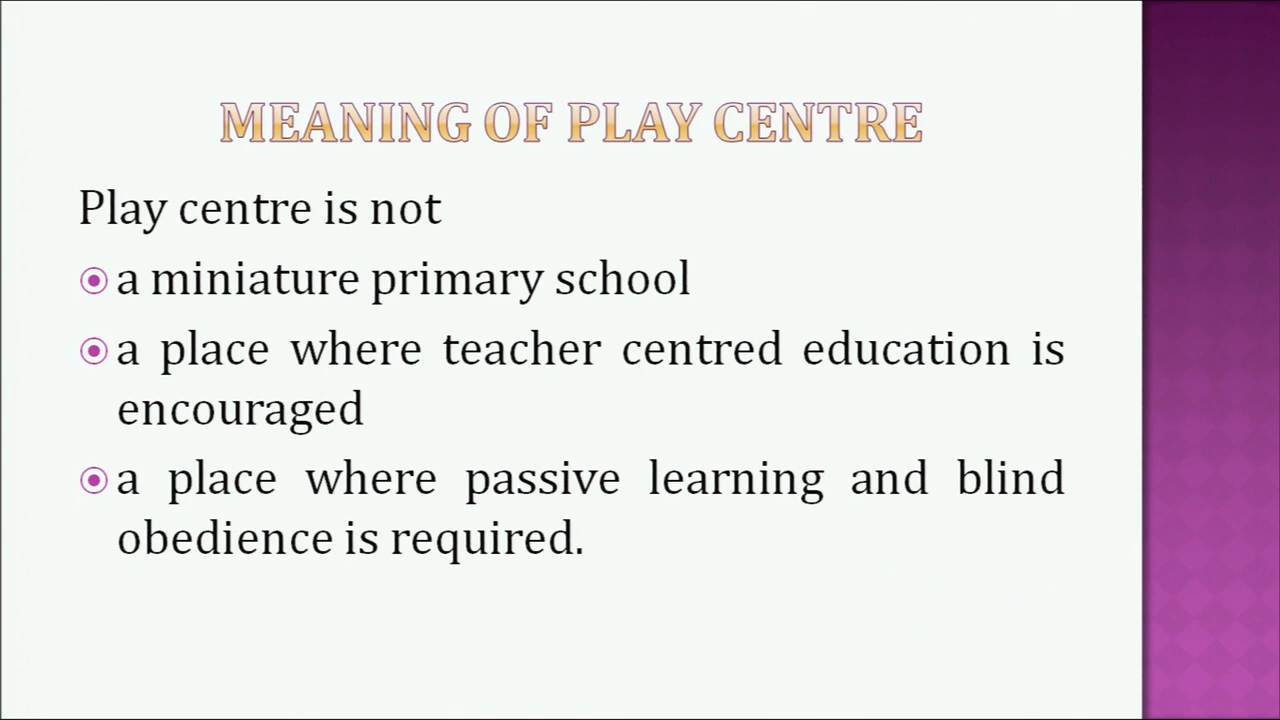 MEANING OF PLAY CENTRE
Play centre is not
a miniature primary school
a place where teacher centred education is
encouraged
a place where passive learning and blind
obedience is required.